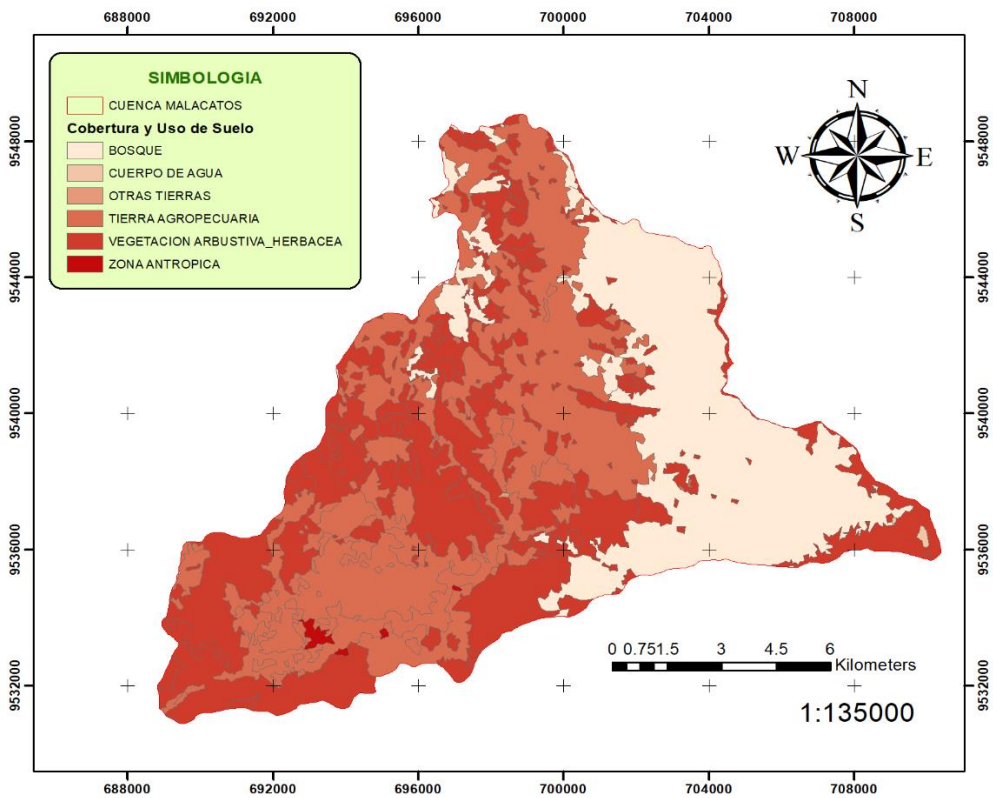 688000 692000 696000 700000 704000 708000
SIMBOLOGIA
CUENCA MALACATOS
Cobertura y Uso de Suelo
BOSQUE
CUERPO DE AGUA
OTRAS TIERRAS
TIERRA AGROPECUARIA
VEGETACION ARBUSTIVA_HERBACEA
ZONA ANTROPICA
N
W E
S
9548000 9548000
9544000 9544000
9540000 9540000
9536000 9536000
9532000 9532000
0 0.751.5 3 4.5 6
Kilometers
1:135000
688000 692000 696000 700000 704000 708000